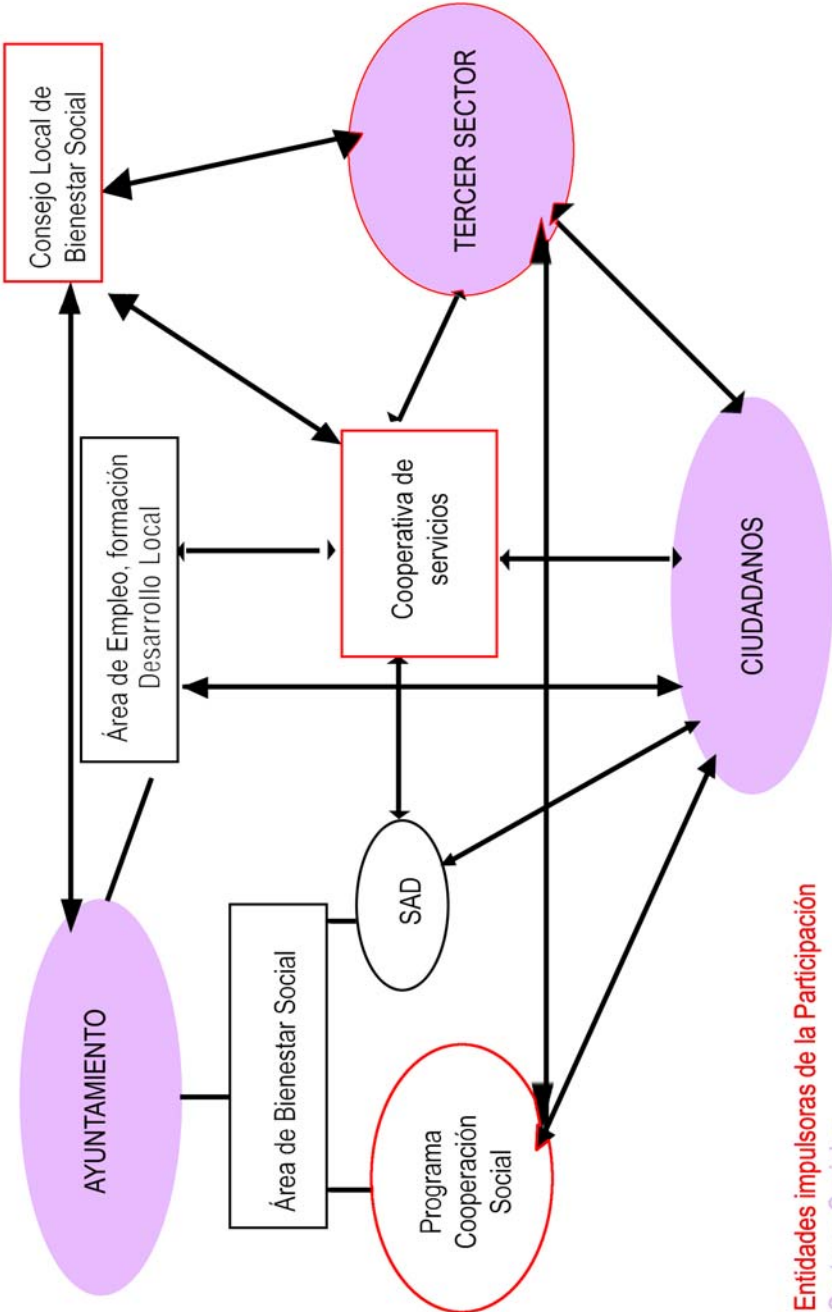 AYUNTAMIENTO
Consejo Local de
Bienestar Social
Área de Empleo, formación
Desarrollo Local
Área de Bienestar Social
Programa
Cooperación
Social
SAD
Cooperativa de
servicios
TERCER SECTOR
CIUDADANOS
Entidades impulsoras de la Participación